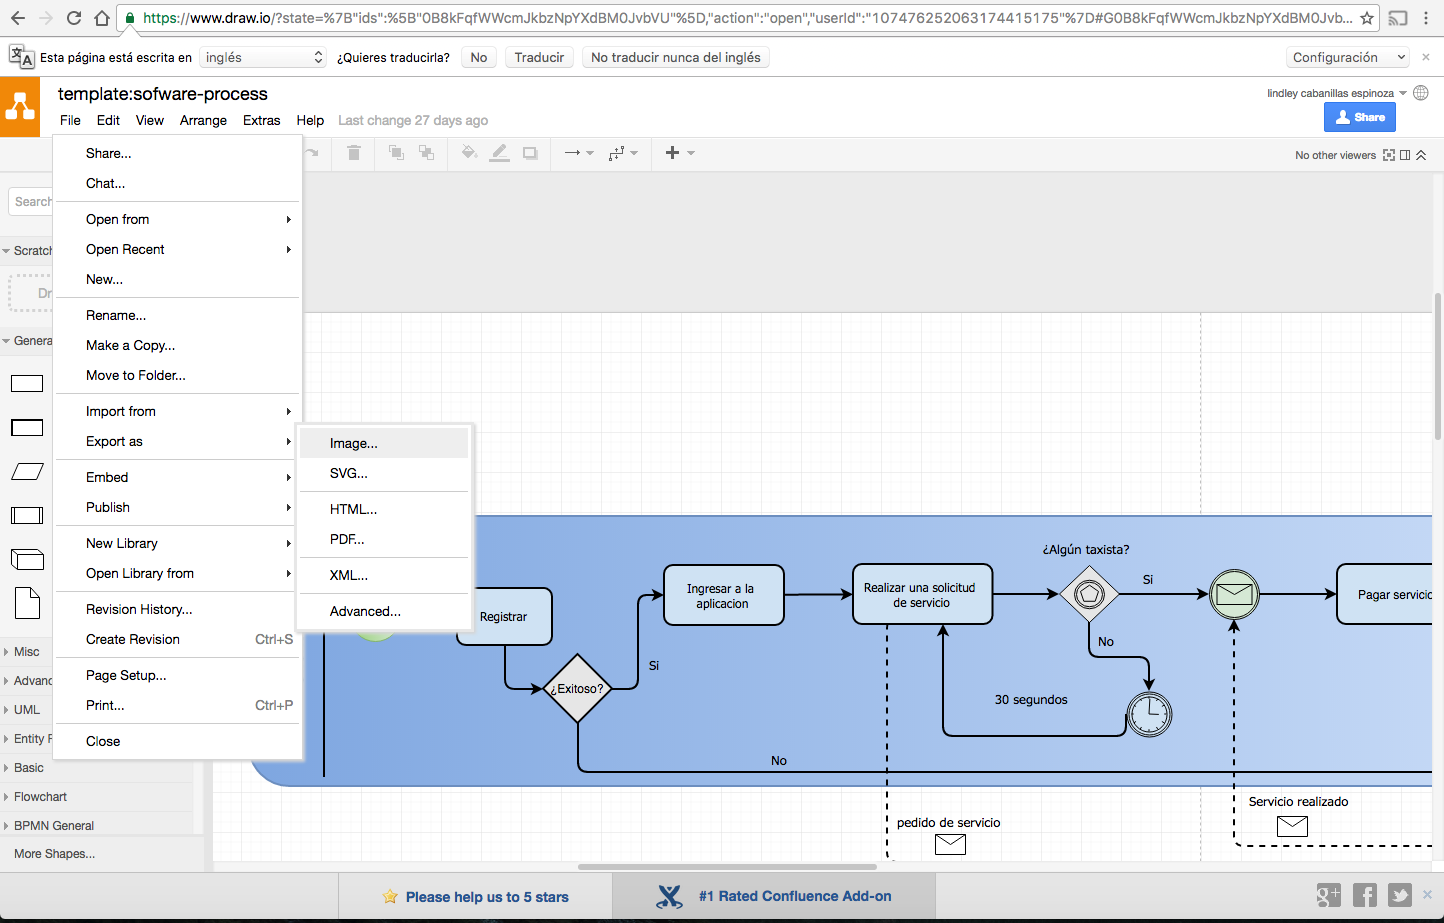 https://www.draw.io/?state=%7B"ids":%5B"0B8kFqfWWcmJkbzNpYXdBM0JvbVU"%5D,"action":"open","userId":"107476252063174415175"%7D#G0B8kFqfWWcmJkbzNpYXdBM0Jvb...
Esta página está escrita en inglés ¿Quieres traducirla? No Traducir No traducir nunca del inglés Configuración
template:sofware-process
lindley cabanillas espinoza
File Edit View Arrange Extras Help Last change 27 days ago
Share
No other viewers
Share...
Chat...
Open from
Open Recent
New...
Rename...
Make a Copy...
Move to Folder...
Import from
Export as
Embed
Publish
New Library
Open Library from
Revision History...
Create Revision Ctrl+S
Page Setup...
Print... Ctrl+P
Close
Image...
SVG...
HTML...
PDF...
XML...
Advanced...
Search
Scratch
Dr
Genera
Misc
Advanc
UML
Entity R
Basic
Flowchart
BPMN General
More Shapes...
Registrar
¿Exitoso?
Si
No
Ingresar a la
aplicacion
Realizar una solicitud
de servicio
¿Algún taxista?
Si
No
30 segundos
Pagar servicio
pedido de servicio
Servicio realizado
Please help us to 5 stars
#1 Rated Confluence Add-on